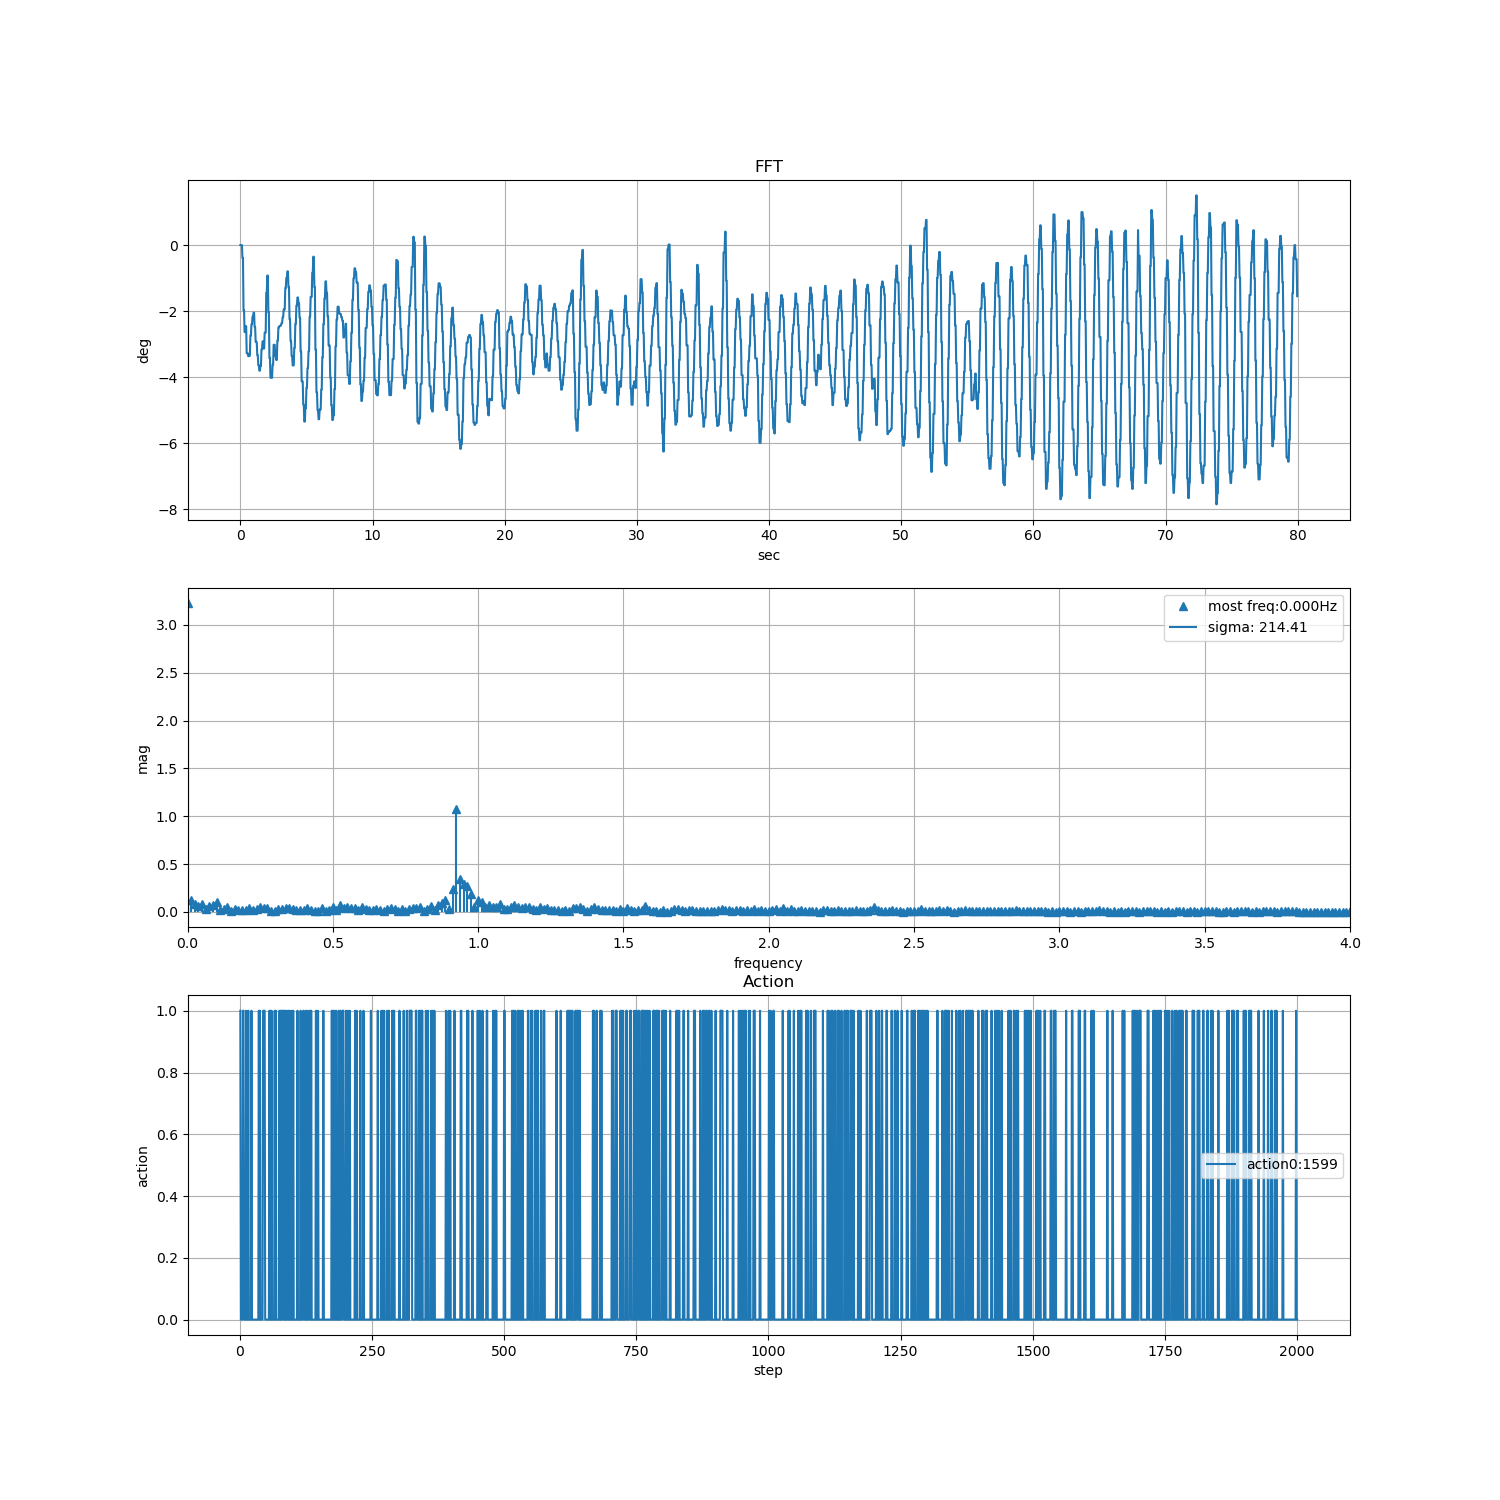 FFT
0
−2
−4
−6
−8
deg
0 10 20 30 40 50 60 70 80
sec
most freq:0.000Hz
sigma: 214.41
3.0
2.5
2.0
1.5
1.0
0.5
0.0
mag
0.0 0.5 1.0 1.5 2.0 2.5 3.0 3.5 4.0
frequency
Action
1.0
0.8
0.6
0.4
0.2
0.0
action
action0:1599
0 250 500 750 1000 1250 1500 1750 2000
step